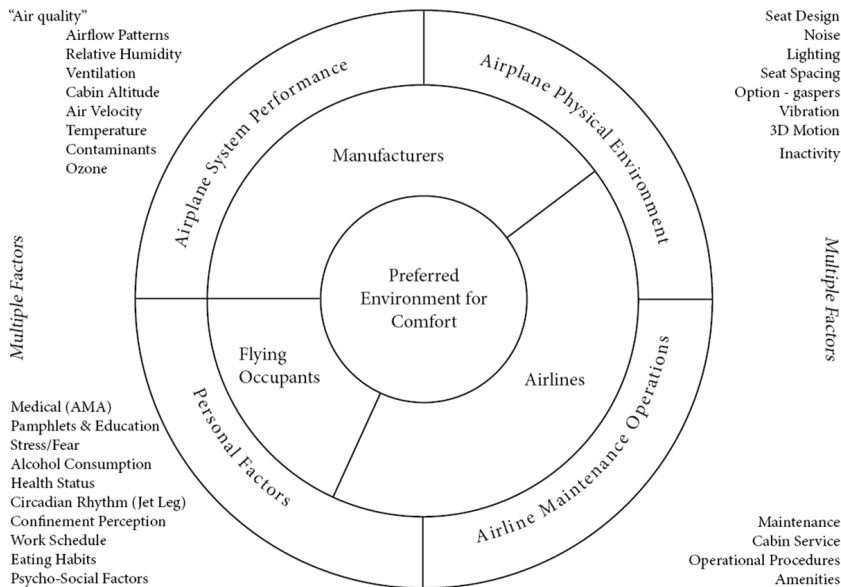 “Air quality”
Airflow Patterns
Relative Humidity
Ventilation
Cabin Altitude
Air Velocity
Temperature
Contaminants
Ozone
Seat Design
Noise
Lighting
Seat Spacing
Option - gaspers
Vibration
3D Motion
Inactivity
Airplane System Performance
Airplane Physical Environment
Manufacturers
Multiple Factors
Preferred
Environment for
Comfort
Multiple Factors
Flying
Occupants
Airlines
Personal Factors
Airline Maintenance Operations
Medical (AMA)
Pamphlets & Education
Stress/Fear
Alcohol Consumption
Health Status
Circadian Rhythm (Jet Leg)
Confinement Perception
Work Schedule
Eating Habits
Psycho-Social Factors
Maintenance
Cabin Service
Operational Procedures
Amenities